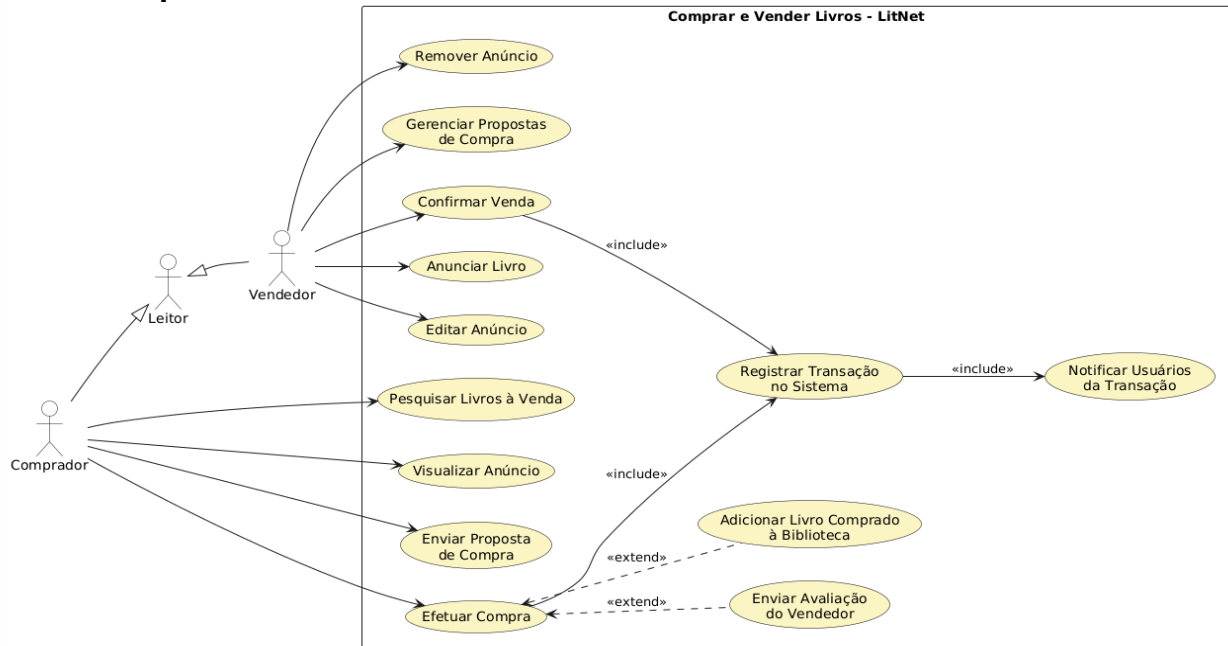 Comprar e Vender Livros - LitNet
Remover Anúncio
Gerenciar Propostas
de Compra
Confirmar Venda
«include»
Anunciar Livro
Vendedor
Leitor
Editar Anúncio
Registrar Transação
no Sistema
«include»
Notificar Usuários
da Transação
Pesquisar Livros à Venda
Comprador
Visualizar Anúncio
«include»
Adicionar Livro Comprado
à Biblioteca
Enviar Proposta
de Compra
«extend»
Enviar Avaliação
do Vendedor
«extend»
Efetuar Compra